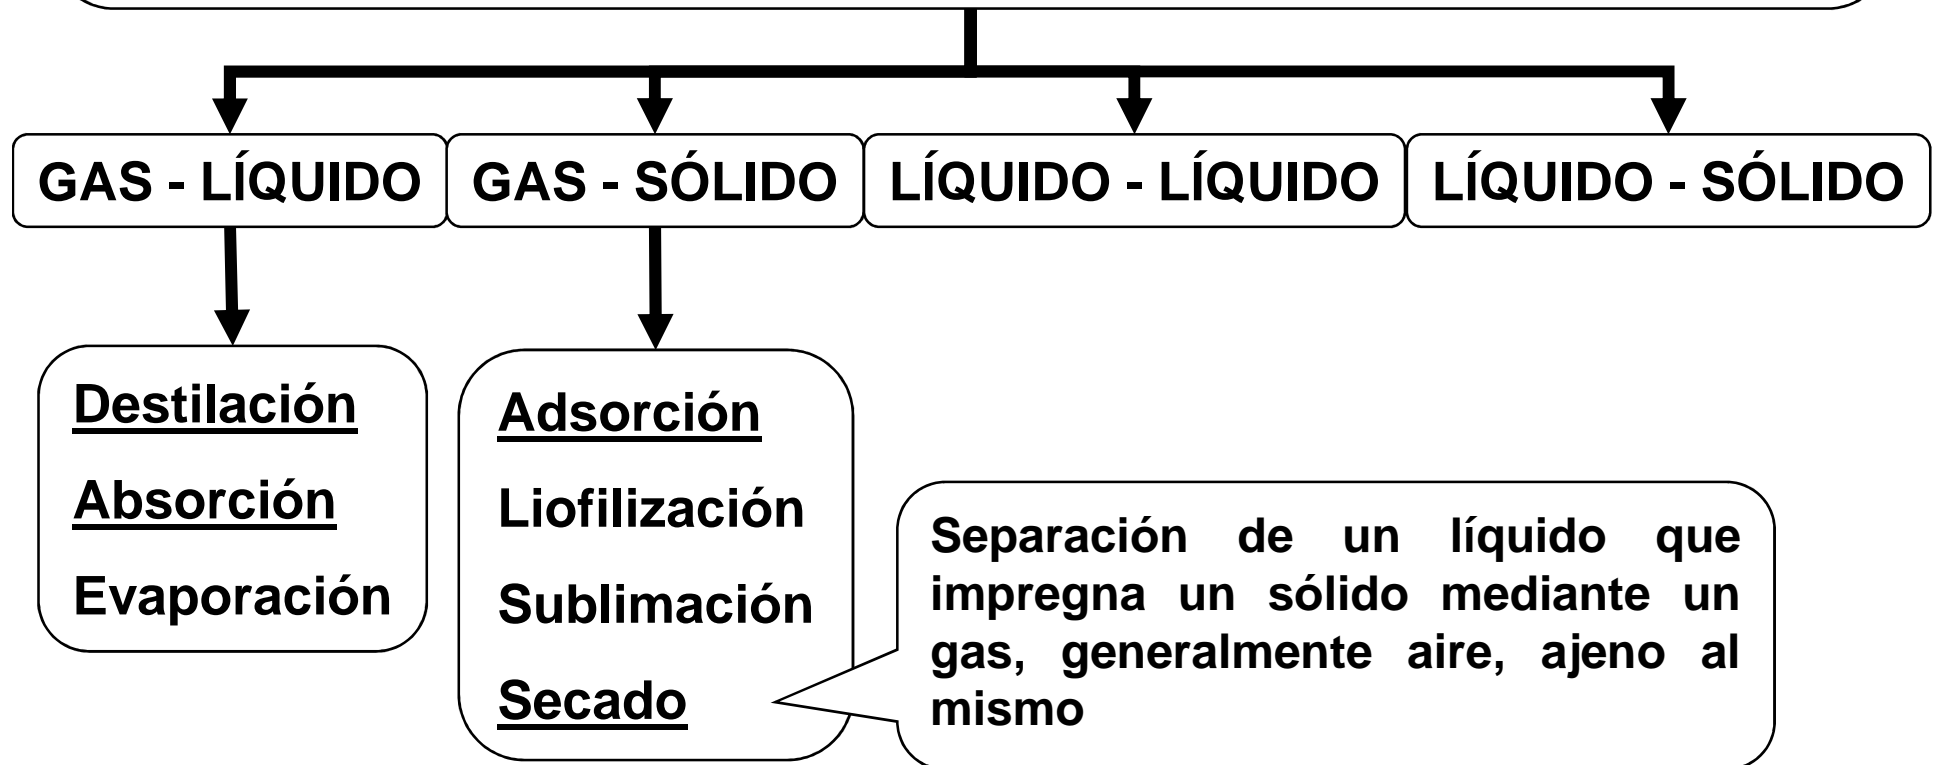 GAS - LÍQUIDO
GAS - SÓLIDO
LÍQUIDO - LÍQUIDO
LÍQUIDO - SÓLIDO
Destilación
Absorción
Evaporación
Adsorción
Liofilización
Sublimación
Secado
Separación de un líquido que
impregna un sólido mediante un
gas, generalmente aire, ajeno al
mismo